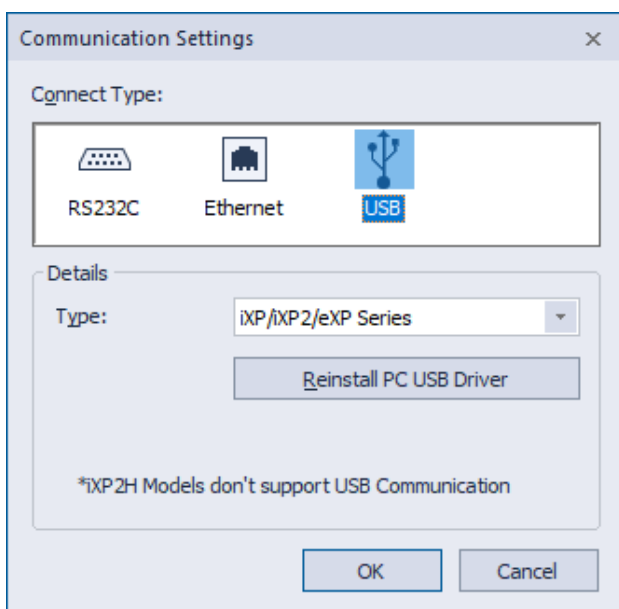 Communication Settings
Connect Type:
RS232C Ethernet USB
Details
Type: iXP/iXP2/eXP Series
Reinstall PC USB Driver
*iXP2H Models don't support USB Communication
OK Cancel